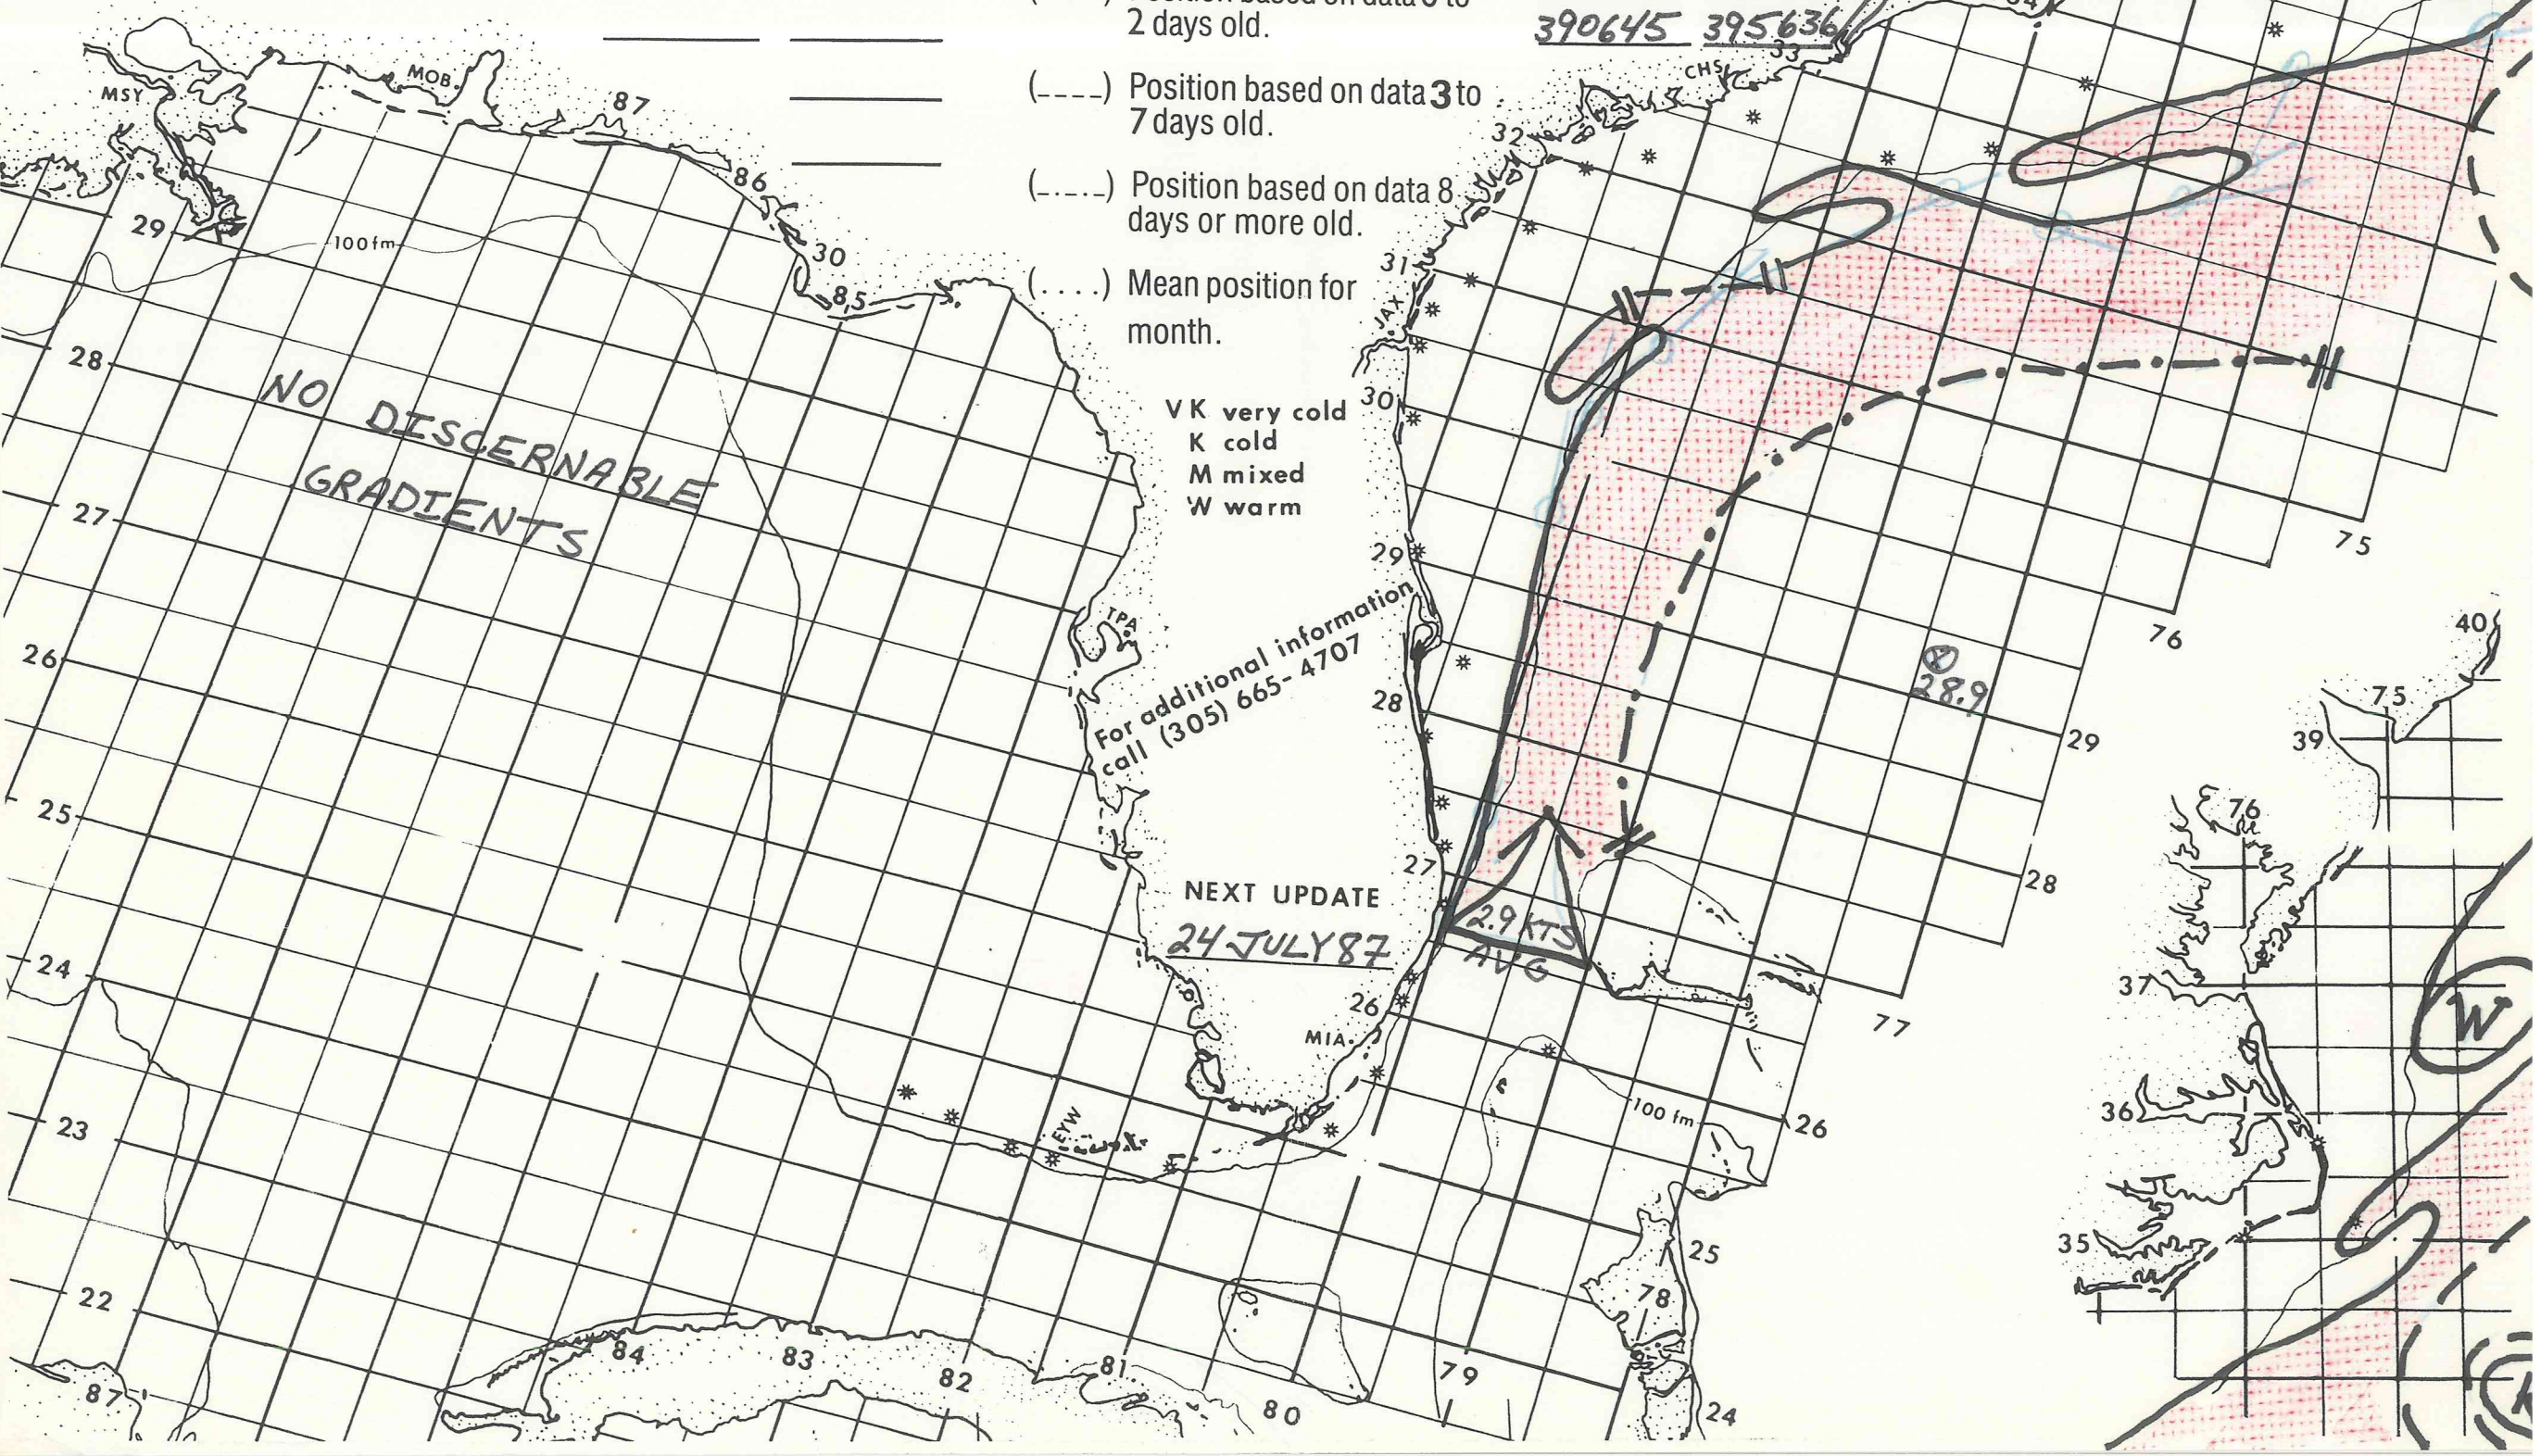 2 days old.
390645 395636
(----) Position based on data 3 to
7 days old.
(_._._) Position based on data 8
days or more old.
(....) Mean position for
month.
VK very cold
K cold
M mixed
W warm
For additional information
call (305) 665-4707
NEXT UPDATE
24 JULY 87
NO DISCERNABLE
GRADIENTS
MSY
MOB
87
86
30
85
29
100 fm
28
27
26
25
24
23
22
87
84
83
82
81
80
79
78
24
25
26
100 fm
77
28
29
76
75
CHS
33
32
31
JAX
30
29
28
27
26
TPA
MIA
EYW
2.9 KTS
AVG
28.9
40
75
39
76
37
36
35
W
K